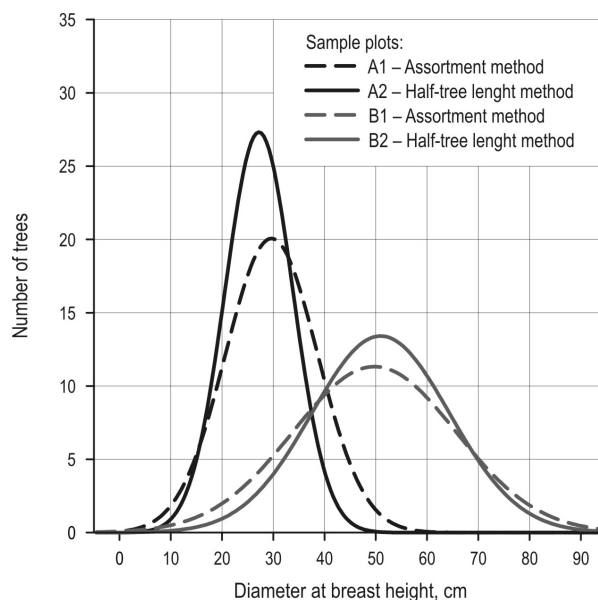 35
30
25
20
15
10
5
0
Number of trees
Sample plots:
A1 – Assortment method
A2 – Half-tree lenght method
B1 – Assortment method
B2 – Half-tree lenght method
0 10 20 30 40 50 60 70 80 90
Diameter at breast height, cm